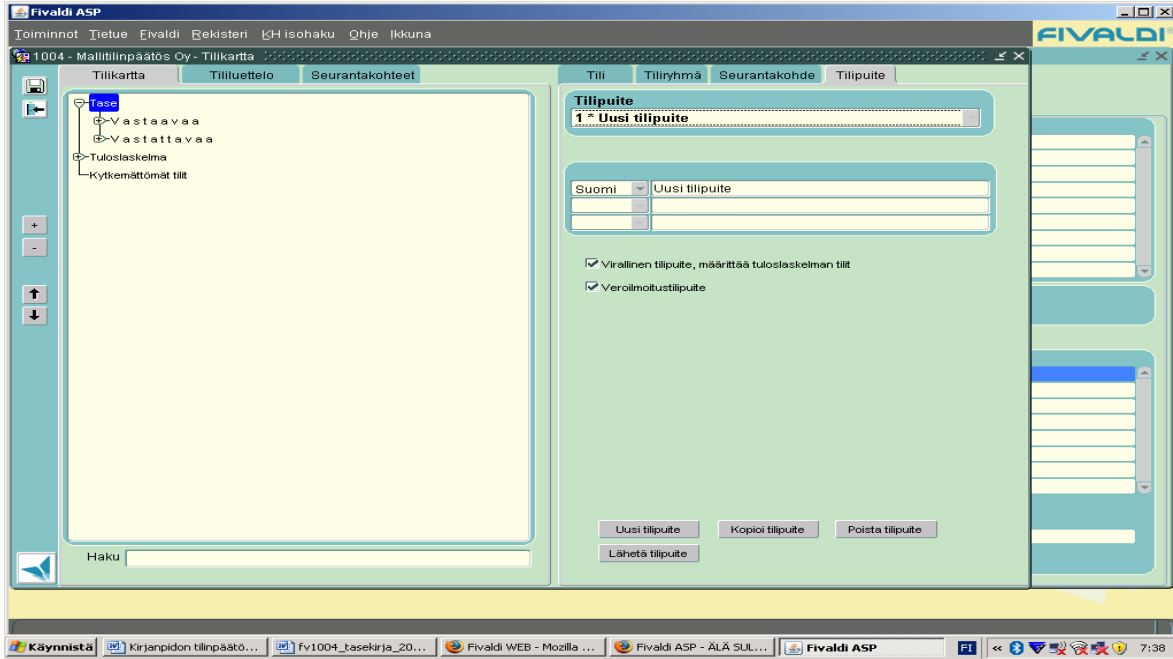 Fivaldi ASP
Toiminnot Tietue Fivaldi Rekisteri KH isohaku Ohje Ikkuna
FIVALDI
1004 - Mallitilinpäätös Oy - Tilikartta
Tilikartta Tililuettelo Seurantakohteet
Tili Tiliryhmä Seurantakohde Tilipuite
Tase
Vastaavaa
Vastattavaa
Tuloslaskelma
Kytkemättömät tilit
Tilipuite
1 * Uusi tilipuite
Suomi Uusi tilipuite
Virallinen tilipuite, määrittää tuloslaskelman tilit
Veroilmoitustilipuite
+
-
Uusi tilipuite Kopioi tilipuite Poista tilipuite
Lähetä tilipuite
Haku
Käynnistä Kirjanpidon tilinpäätö... fv1004_tasekirja_20... Fivaldi WEB - Mozilla ... Fivaldi ASP - ÄLÄ SUL... Fivaldi ASP FI « 7:38